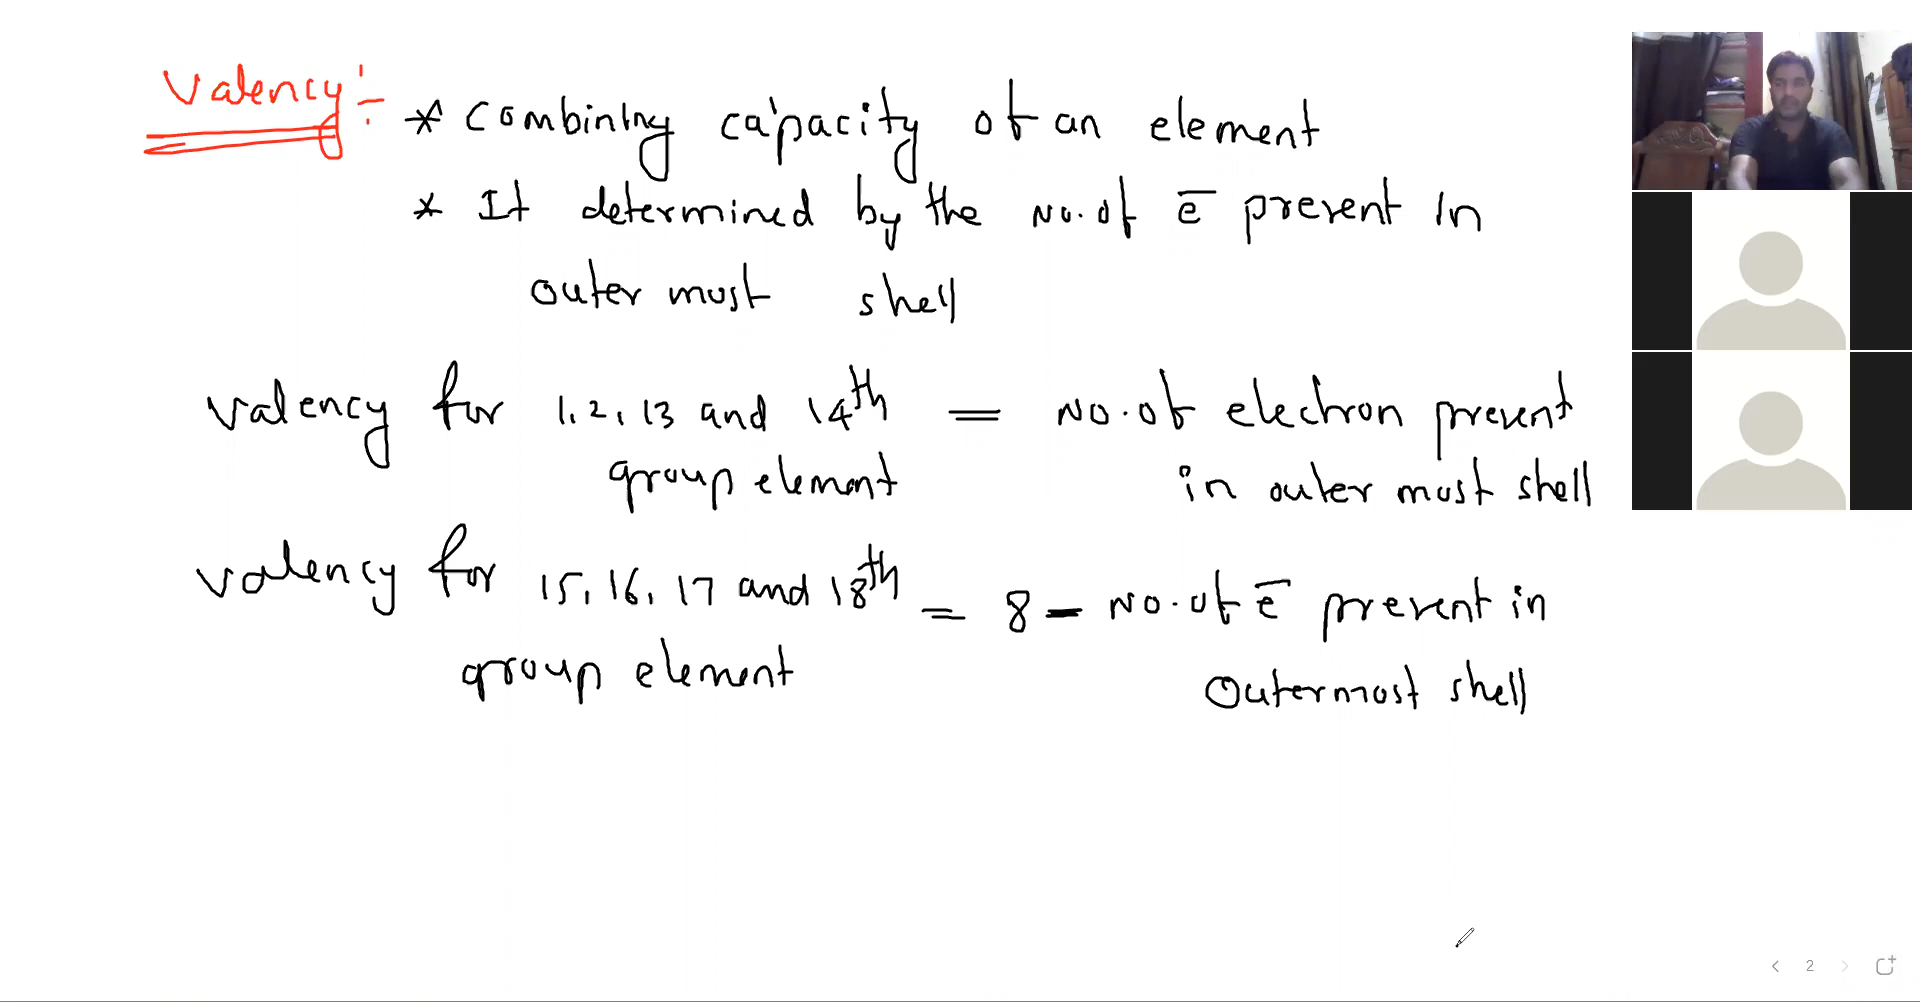 Valency :-
* Combining capacity of an element
* It determined by the No. of e̅ present in
outer most shell
valency for 1, 2, 13 and 14th = No. of electron present
group element in outer most shell
valency for 15, 16, 17 and 18th = 8 - No. of e̅ present in
group element Outermost shell
2